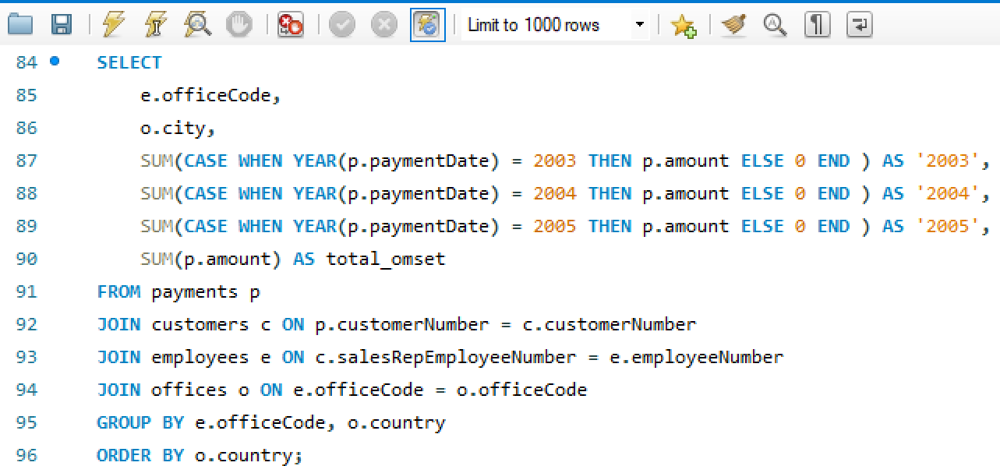 Limit to 1000 rows
84 SELECT
85 e.officeCode,
86 o.city,
87 SUM(CASE WHEN YEAR(p.paymentDate) = 2003 THEN p.amount ELSE 0 END ) AS '2003',
88 SUM(CASE WHEN YEAR(p.paymentDate) = 2004 THEN p.amount ELSE 0 END ) AS '2004',
89 SUM(CASE WHEN YEAR(p.paymentDate) = 2005 THEN p.amount ELSE 0 END ) AS '2005',
90 SUM(p.amount) AS total_omset
91 FROM payments p
92 JOIN customers c ON p.customerNumber = c.customerNumber
93 JOIN employees e ON c.salesRepEmployeeNumber = e.employeeNumber
94 JOIN offices o ON e.officeCode = o.officeCode
95 GROUP BY e.officeCode, o.country
96 ORDER BY o.country;